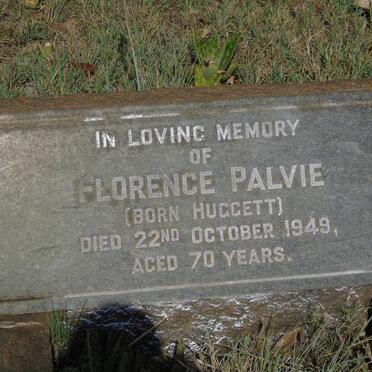 IN LOVING MEMORY
OF
FLORENCE PALVIE
(BORN HUGGETT)
DIED 22ND OCTOBER 1949,
AGED 70 YEARS.